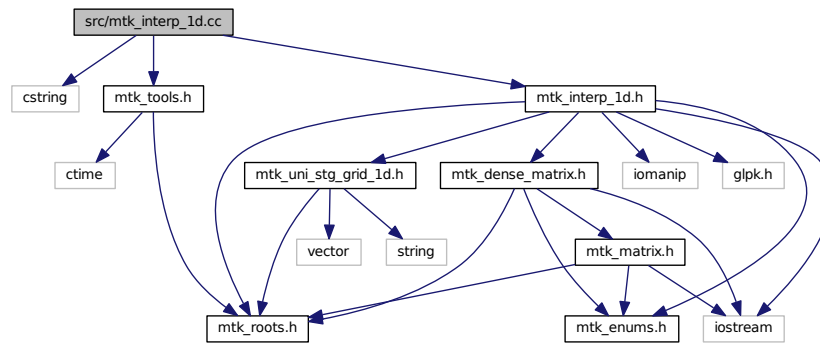 src/mtk_interp_1d.cc
cstring
mtk_tools.h
mtk_interp_1d.h
ctime
mtk_uni_stg_grid_1d.h
mtk_dense_matrix.h
iomanip
glpk.h
vector
string
mtk_matrix.h
mtk_roots.h
mtk_enums.h
iostream